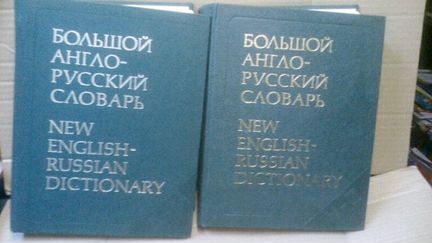 БОЛЬШОЙ
АНГЛО-
РУССКИЙ
СЛОВАРЬ
NEW
ENGLISH-
RUSSIAN
DICTIONARY
БОЛЬШОЙ
АНГЛО-
РУССКИЙ
СЛОВАРЬ
NEW
ENGLISH-
RUSSIAN
DICTIONARY